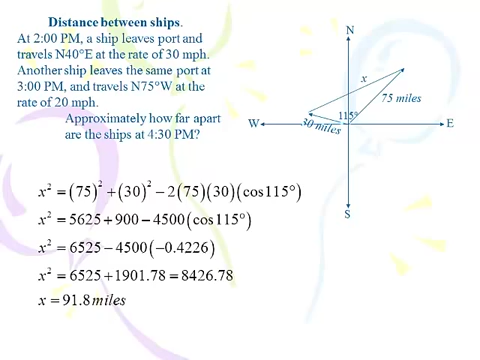 Distance between ships.
At 2:00 PM, a ship leaves port and
travels N40°E at the rate of 30 mph.
Another ship leaves the same port at
3:00 PM, and travels N75°W at the
rate of 20 mph.
Approximately how far apart
are the ships at 4:30 PM?
N
x
75 miles
115°
W
30 miles
E
S
x² = (75)² + (30)² − 2(75)(30)(cos115°)
x² = 5625 + 900 − 4500(cos115°)
x² = 6525 − 4500(−0.4226)
x² = 6525 + 1901.78 = 8426.78
x = 91.8 miles